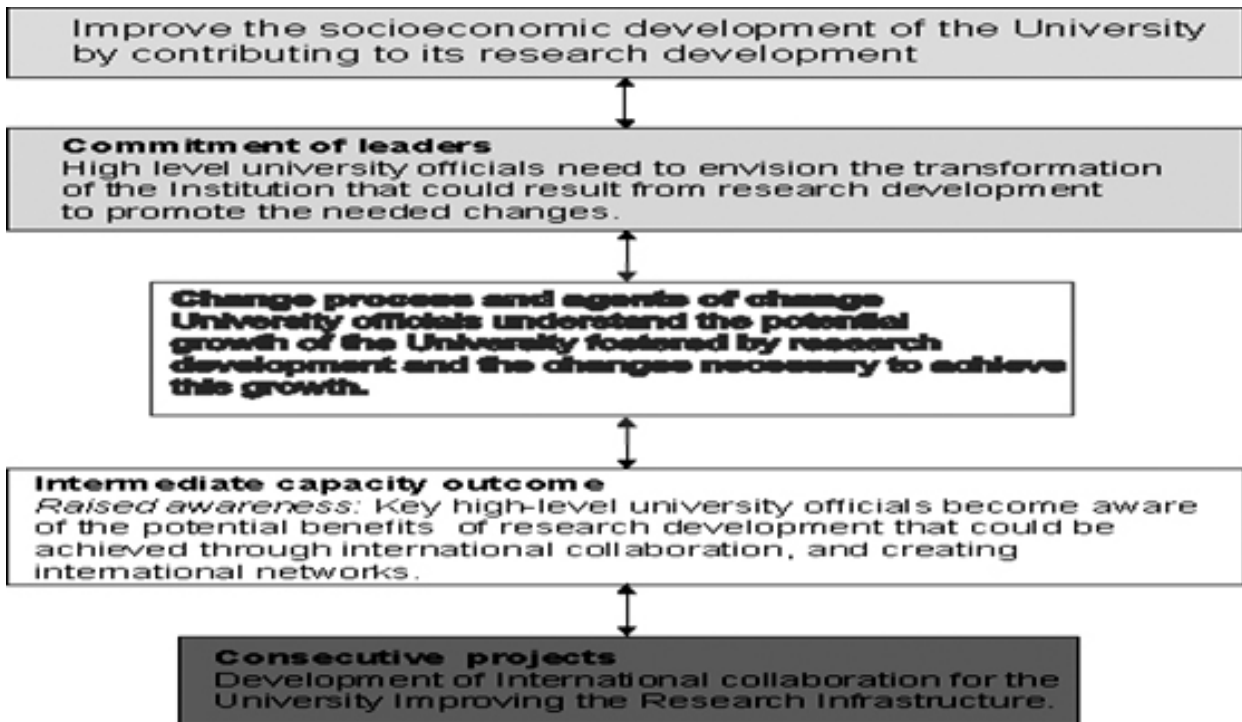 Improve the socioeconomic development of the University
by contributing to its research development
Commitment of leaders
High level university officials need to envision the transformation
of the Institution that could result from research development
to promote the needed changes.
Change process and agents of change
University officials understand the potential
growth of the University fostered by research
development and the changes necessary to achieve
this growth.
Intermediate capacity outcome
Raised awareness: Key high-level university officials become aware
of the potential benefits of research development that could be
achieved through international collaboration, and creating
international networks.
Consecutive projects
Development of International collaboration for the
University Improving the Research Infrastructure.